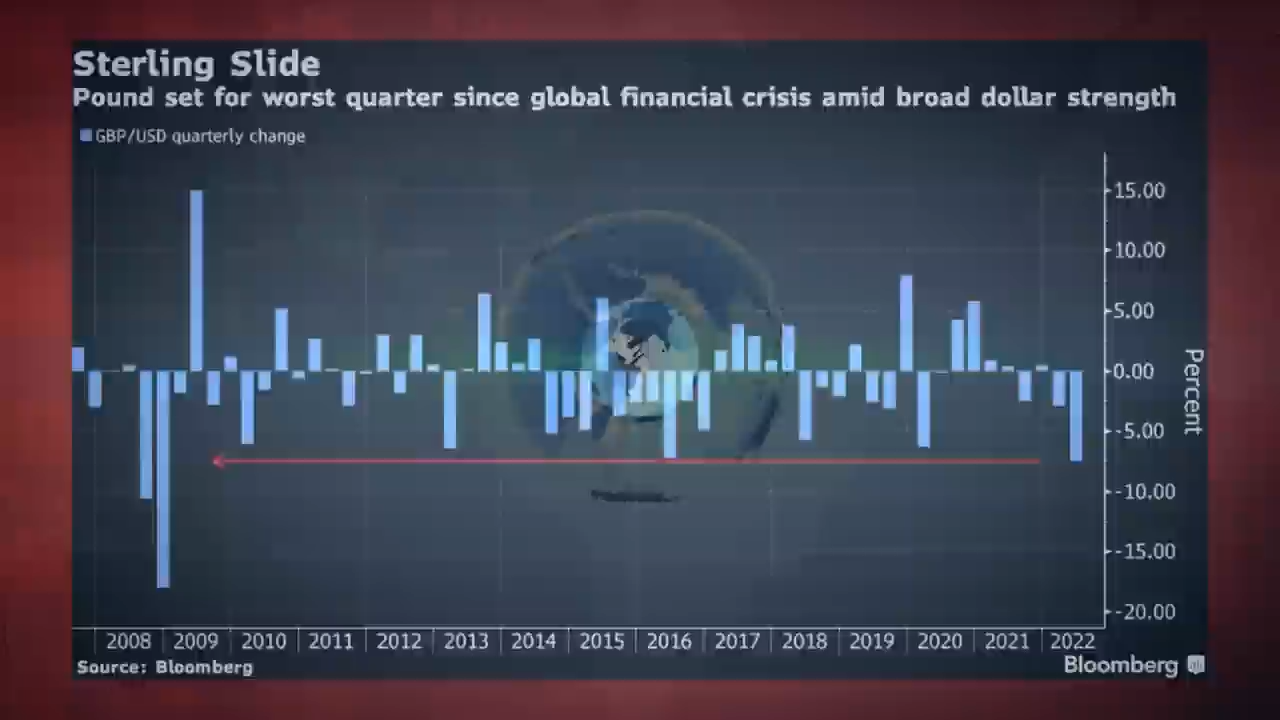 Sterling Slide
Pound set for worst quarter since global financial crisis amid broad dollar strength
GBP/USD quarterly change
15.00
10.00
5.00
0.00
-5.00
-10.00
-15.00
-20.00
Percent
2008 2009 2010 2011 2012 2013 2014 2015 2016 2017 2018 2019 2020 2021 2022
Source: Bloomberg
Bloomberg